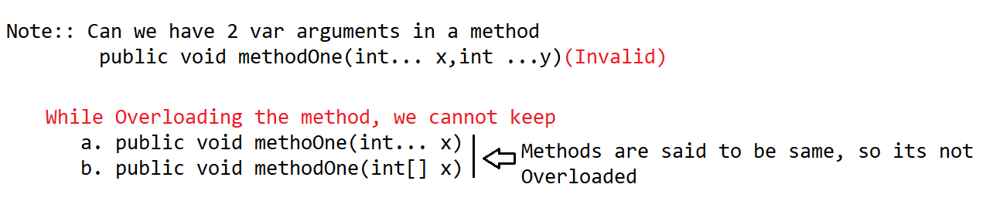 Note:: Can we have 2 var arguments in a method
public void methodOne(int... x,int ...y)(Invalid)
While Overloading the method, we cannot keep
a. public void methoOne(int... x)
b. public void methodOne(int[] x)
Methods are said to be same, so its not
Overloaded